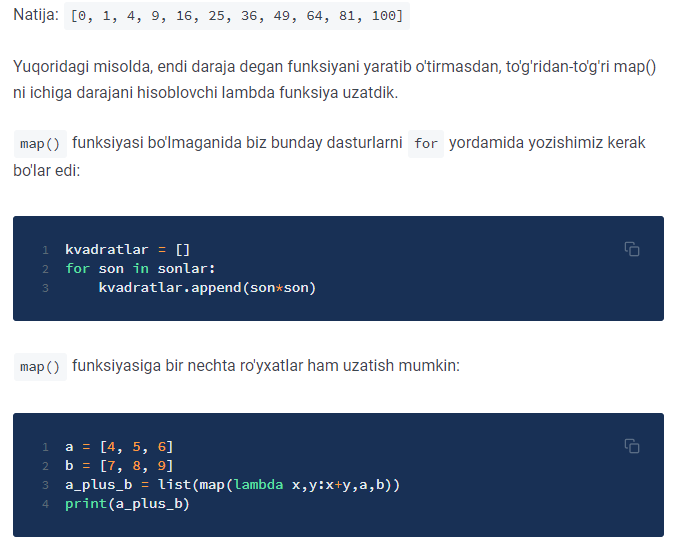 Natija: [0, 1, 4, 9, 16, 25, 36, 49, 64, 81, 100]
Yuqoridagi misolda, endi daraja degan funksiyani yaratib o'tirmasdan, to'g'ridan-to'g'ri map()
ni ichiga darajani hisoblovchi lambda funksiya uzatdik.
map() funksiyasi bo'lmaganida biz bunday dasturlarni for yordamida yozishimiz kerak
bo'lar edi:
1 kvadratlar = []
2 for son in sonlar:
3     kvadratlar.append(son*son)
map() funksiyasiga bir nechta ro'yxatlar ham uzatish mumkin:
1 a = [4, 5, 6]
2 b = [7, 8, 9]
3 a_plus_b = list(map(lambda x,y:x+y,a,b))
4 print(a_plus_b)